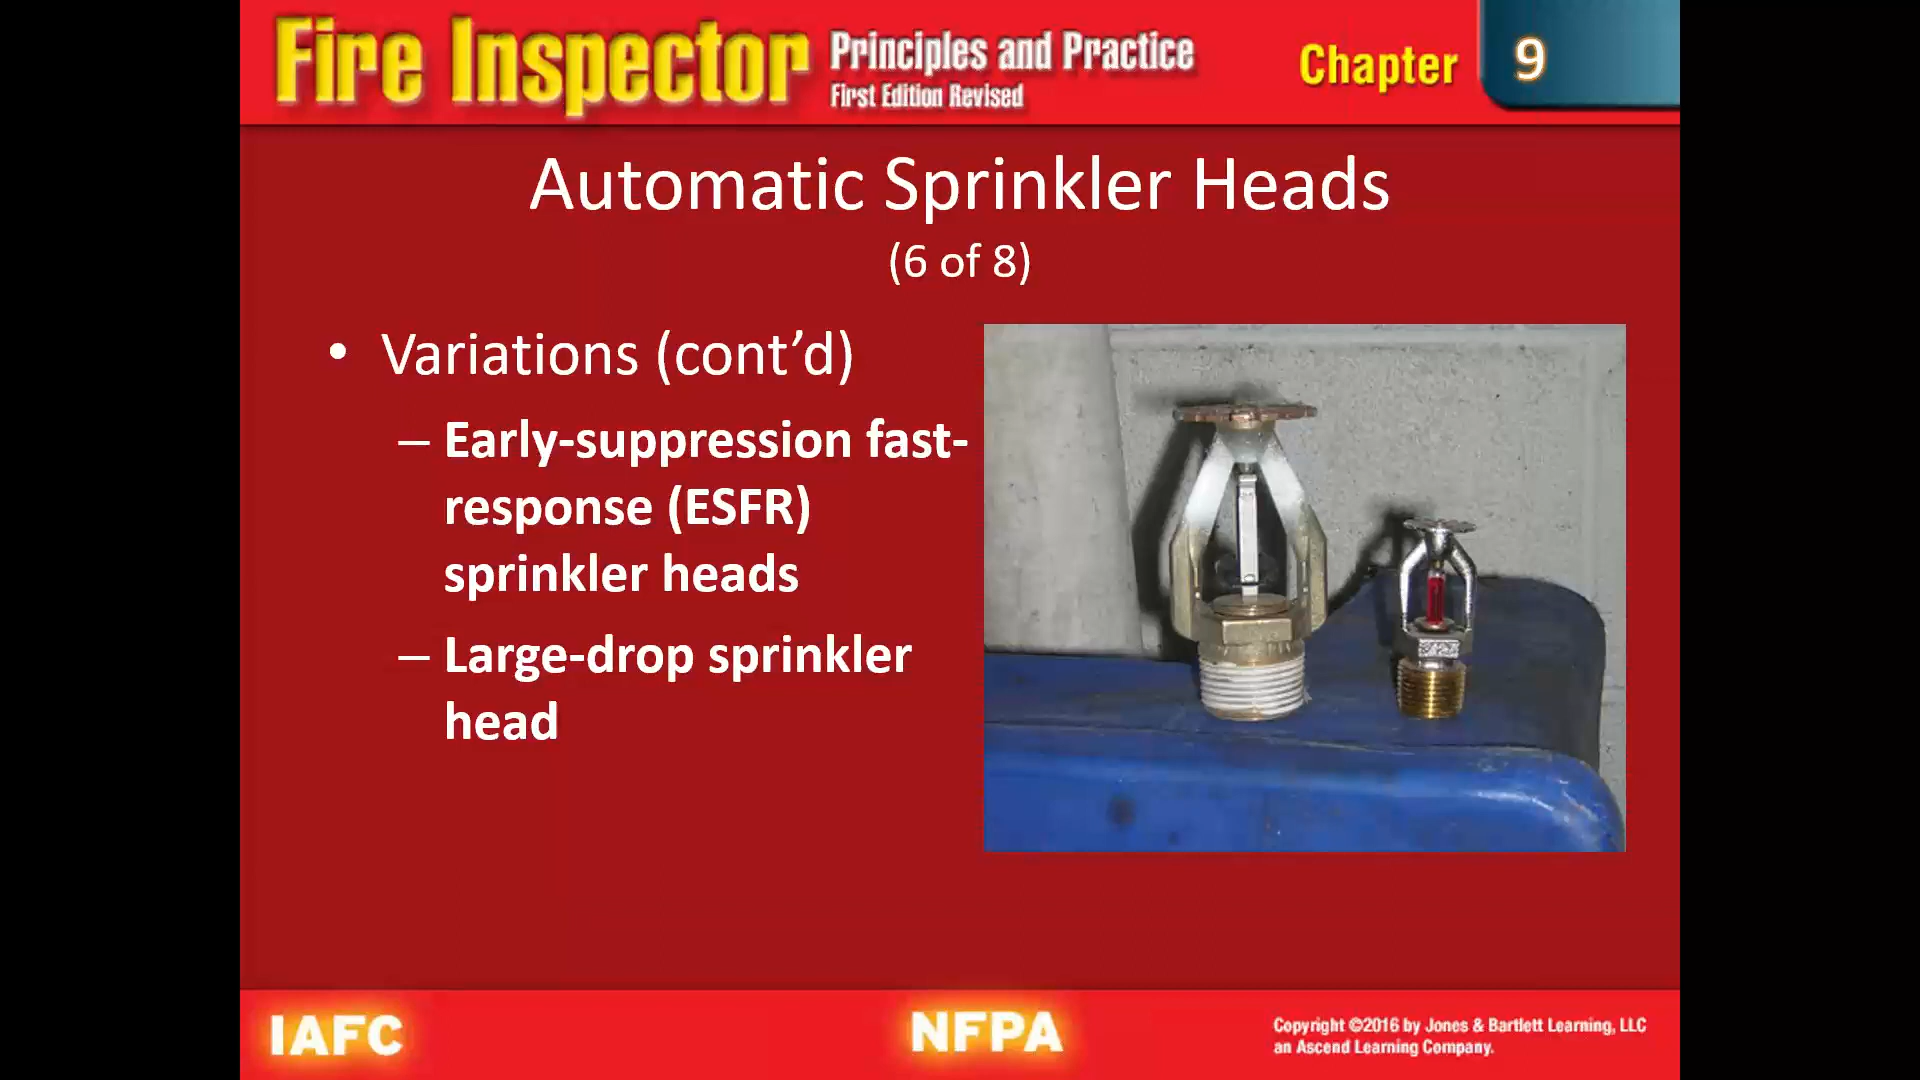 Fire Inspector Principles and Practice
First Edition Revised
Chapter 9
Automatic Sprinkler Heads
(6 of 8)
• Variations (cont’d)
– Early-suppression fast-
response (ESFR)
sprinkler heads
– Large-drop sprinkler
head
IAFC
NFPA
Copyright ©2016 by Jones & Bartlett Learning, LLC
an Ascend Learning Company.